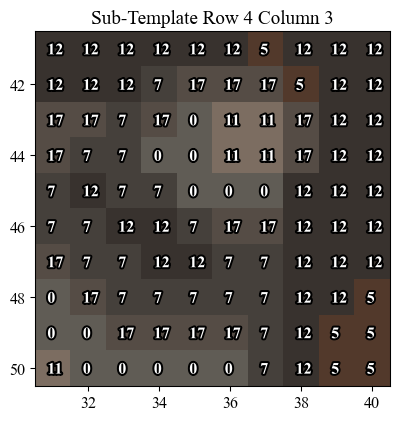 Sub-Template Row 4 Column 3
12 12 12 12 12 12 5 12 12 12
42 12 12 12 7 17 17 17 5 12 12
17 17 7 17 0 11 11 17 12 12
44 17 7 7 0 0 11 11 17 12 12
7 12 7 7 0 0 0 12 12 12
46 7 7 12 12 7 17 17 12 12 12
17 7 7 12 12 7 7 12 12 12
48 0 17 7 7 7 7 7 12 12 5
0 0 17 17 17 17 7 12 5 5
50 11 0 0 0 0 0 7 12 5 5
32 34 36 38 40